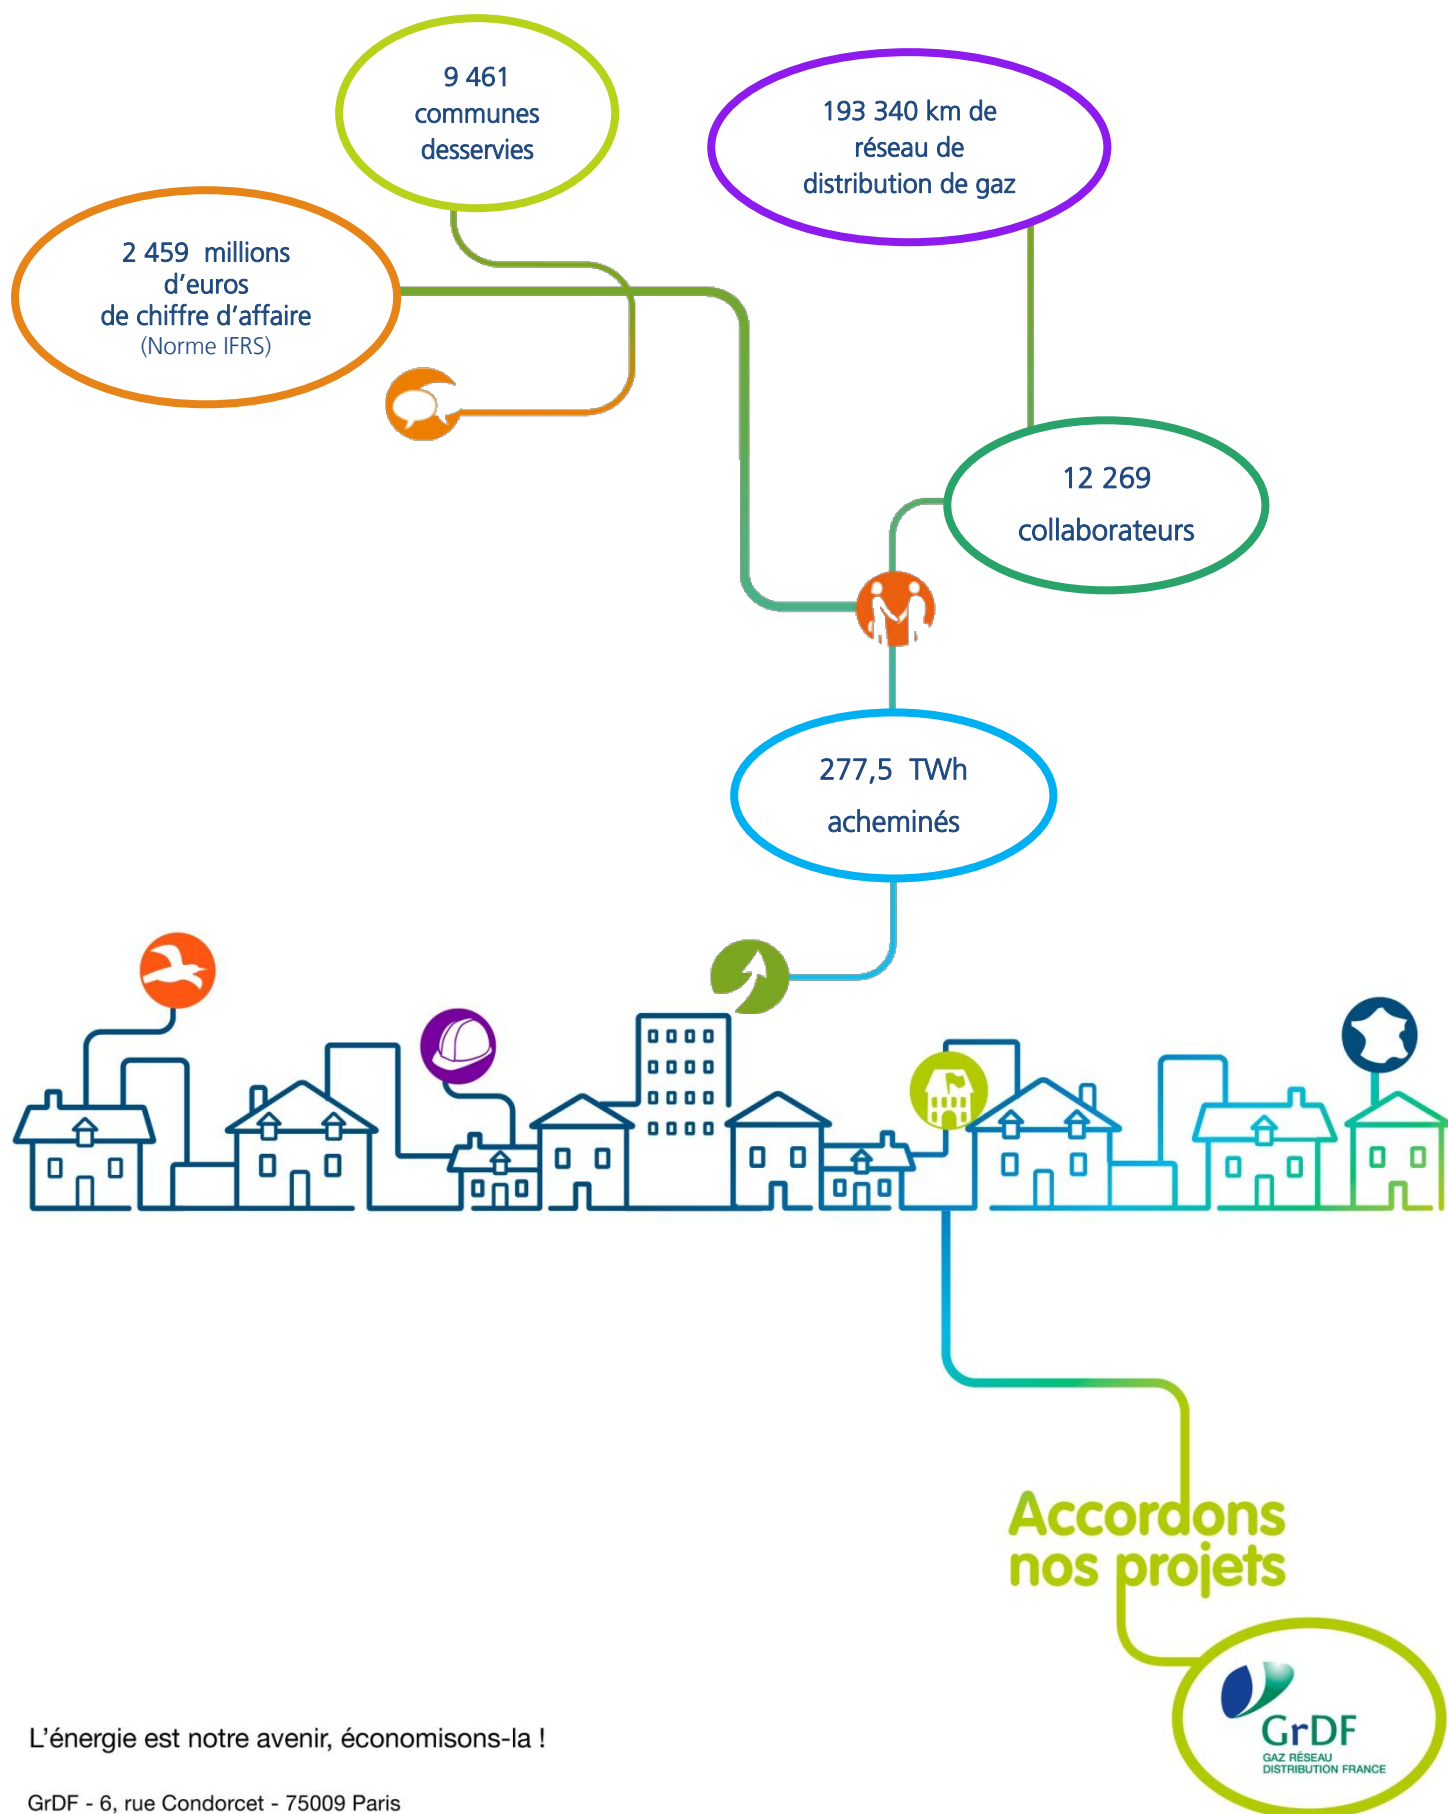 9 461
communes
desservies
193 340 km de
réseau de
distribution de gaz
2 459 millions
d'euros
de chiffre d'affaire
(Norme IFRS)
12 269
collaborateurs
277,5 TWh
acheminés
Accordons
nos projets
GrDF
GAZ RÉSEAU
DISTRIBUTION FRANCE
L'énergie est notre avenir, économisons-la !
GrDF - 6, rue Condorcet - 75009 Paris